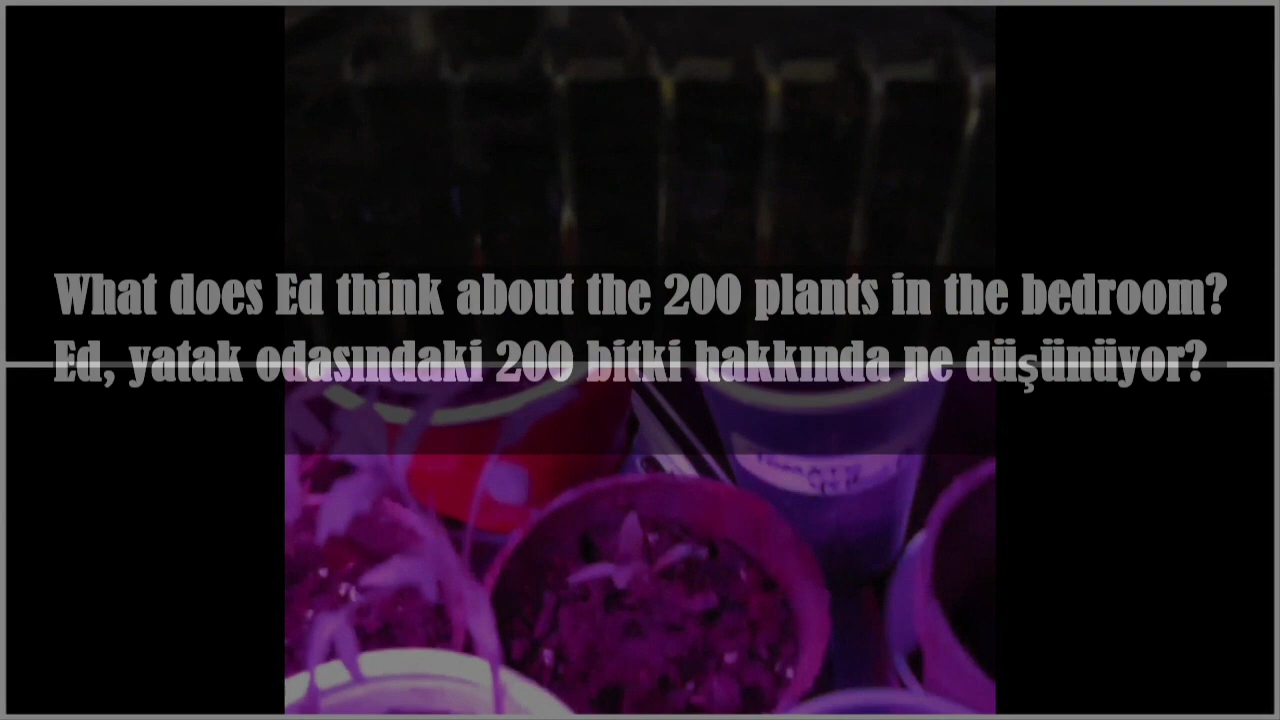 What does Ed think about the 200 plants in the bedroom?
Ed, yatak odasındaki 200 bitki hakkında ne düşünüyor?